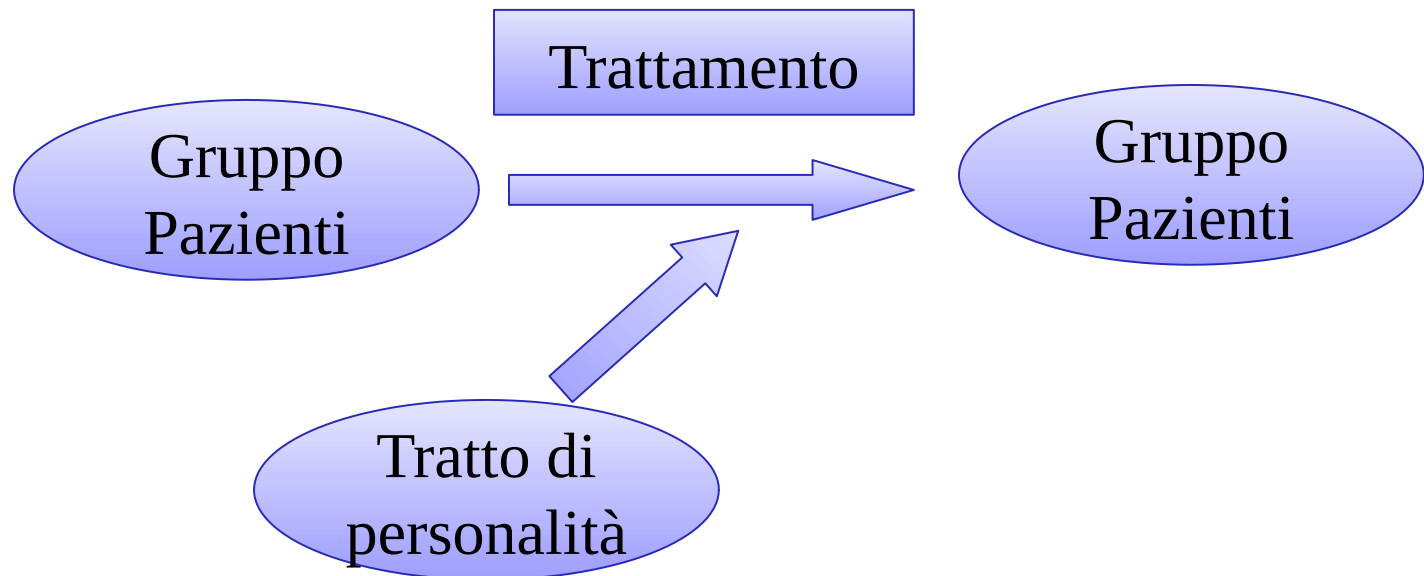 Trattamento
Gruppo
Pazienti
Gruppo
Pazienti
Tratto di
personalità